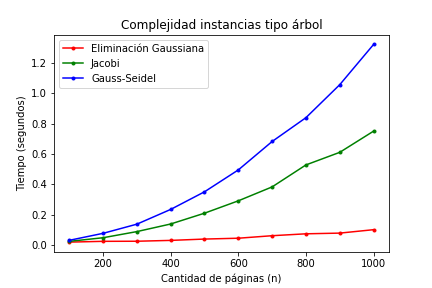 Complejidad instancias tipo árbol
Eliminación Gaussiana
Jacobi
Gauss-Seidel
Tiempo (segundos)
1.2
1.0
0.8
0.6
0.4
0.2
0.0
200 400 600 800 1000
Cantidad de páginas (n)